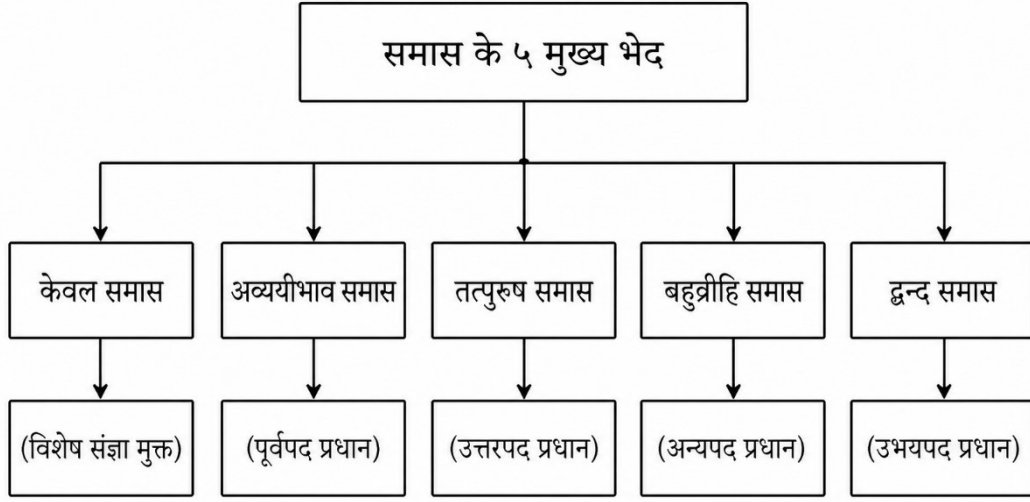 समास के ५ मुख्य भेद
केवल समास
अव्ययीभाव समास
तत्पुरुष समास
बहुव्रीहि समास
द्वन्द समास
(विशेष संज्ञा मुक्त)
(पूर्वपद प्रधान)
(उत्तरपद प्रधान)
(अन्यपद प्रधान)
(उभयपद प्रधान)